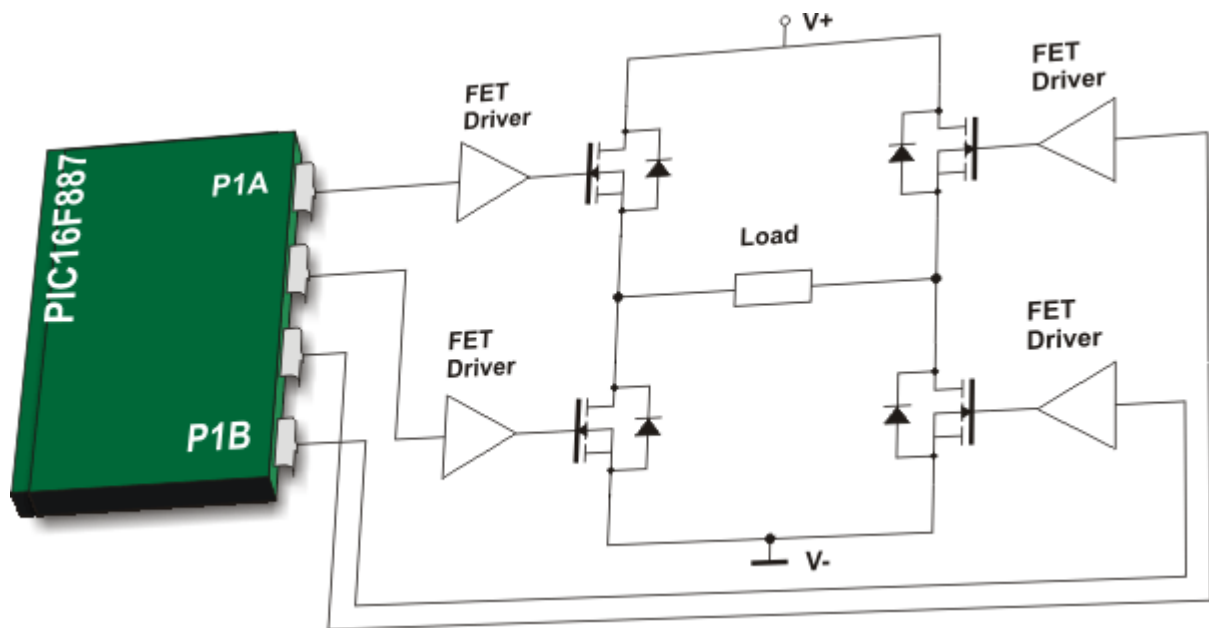 V+
FET
Driver
FET
Driver
PIC16F887
P1A
Load
FET
Driver
FET
Driver
P1B
V-